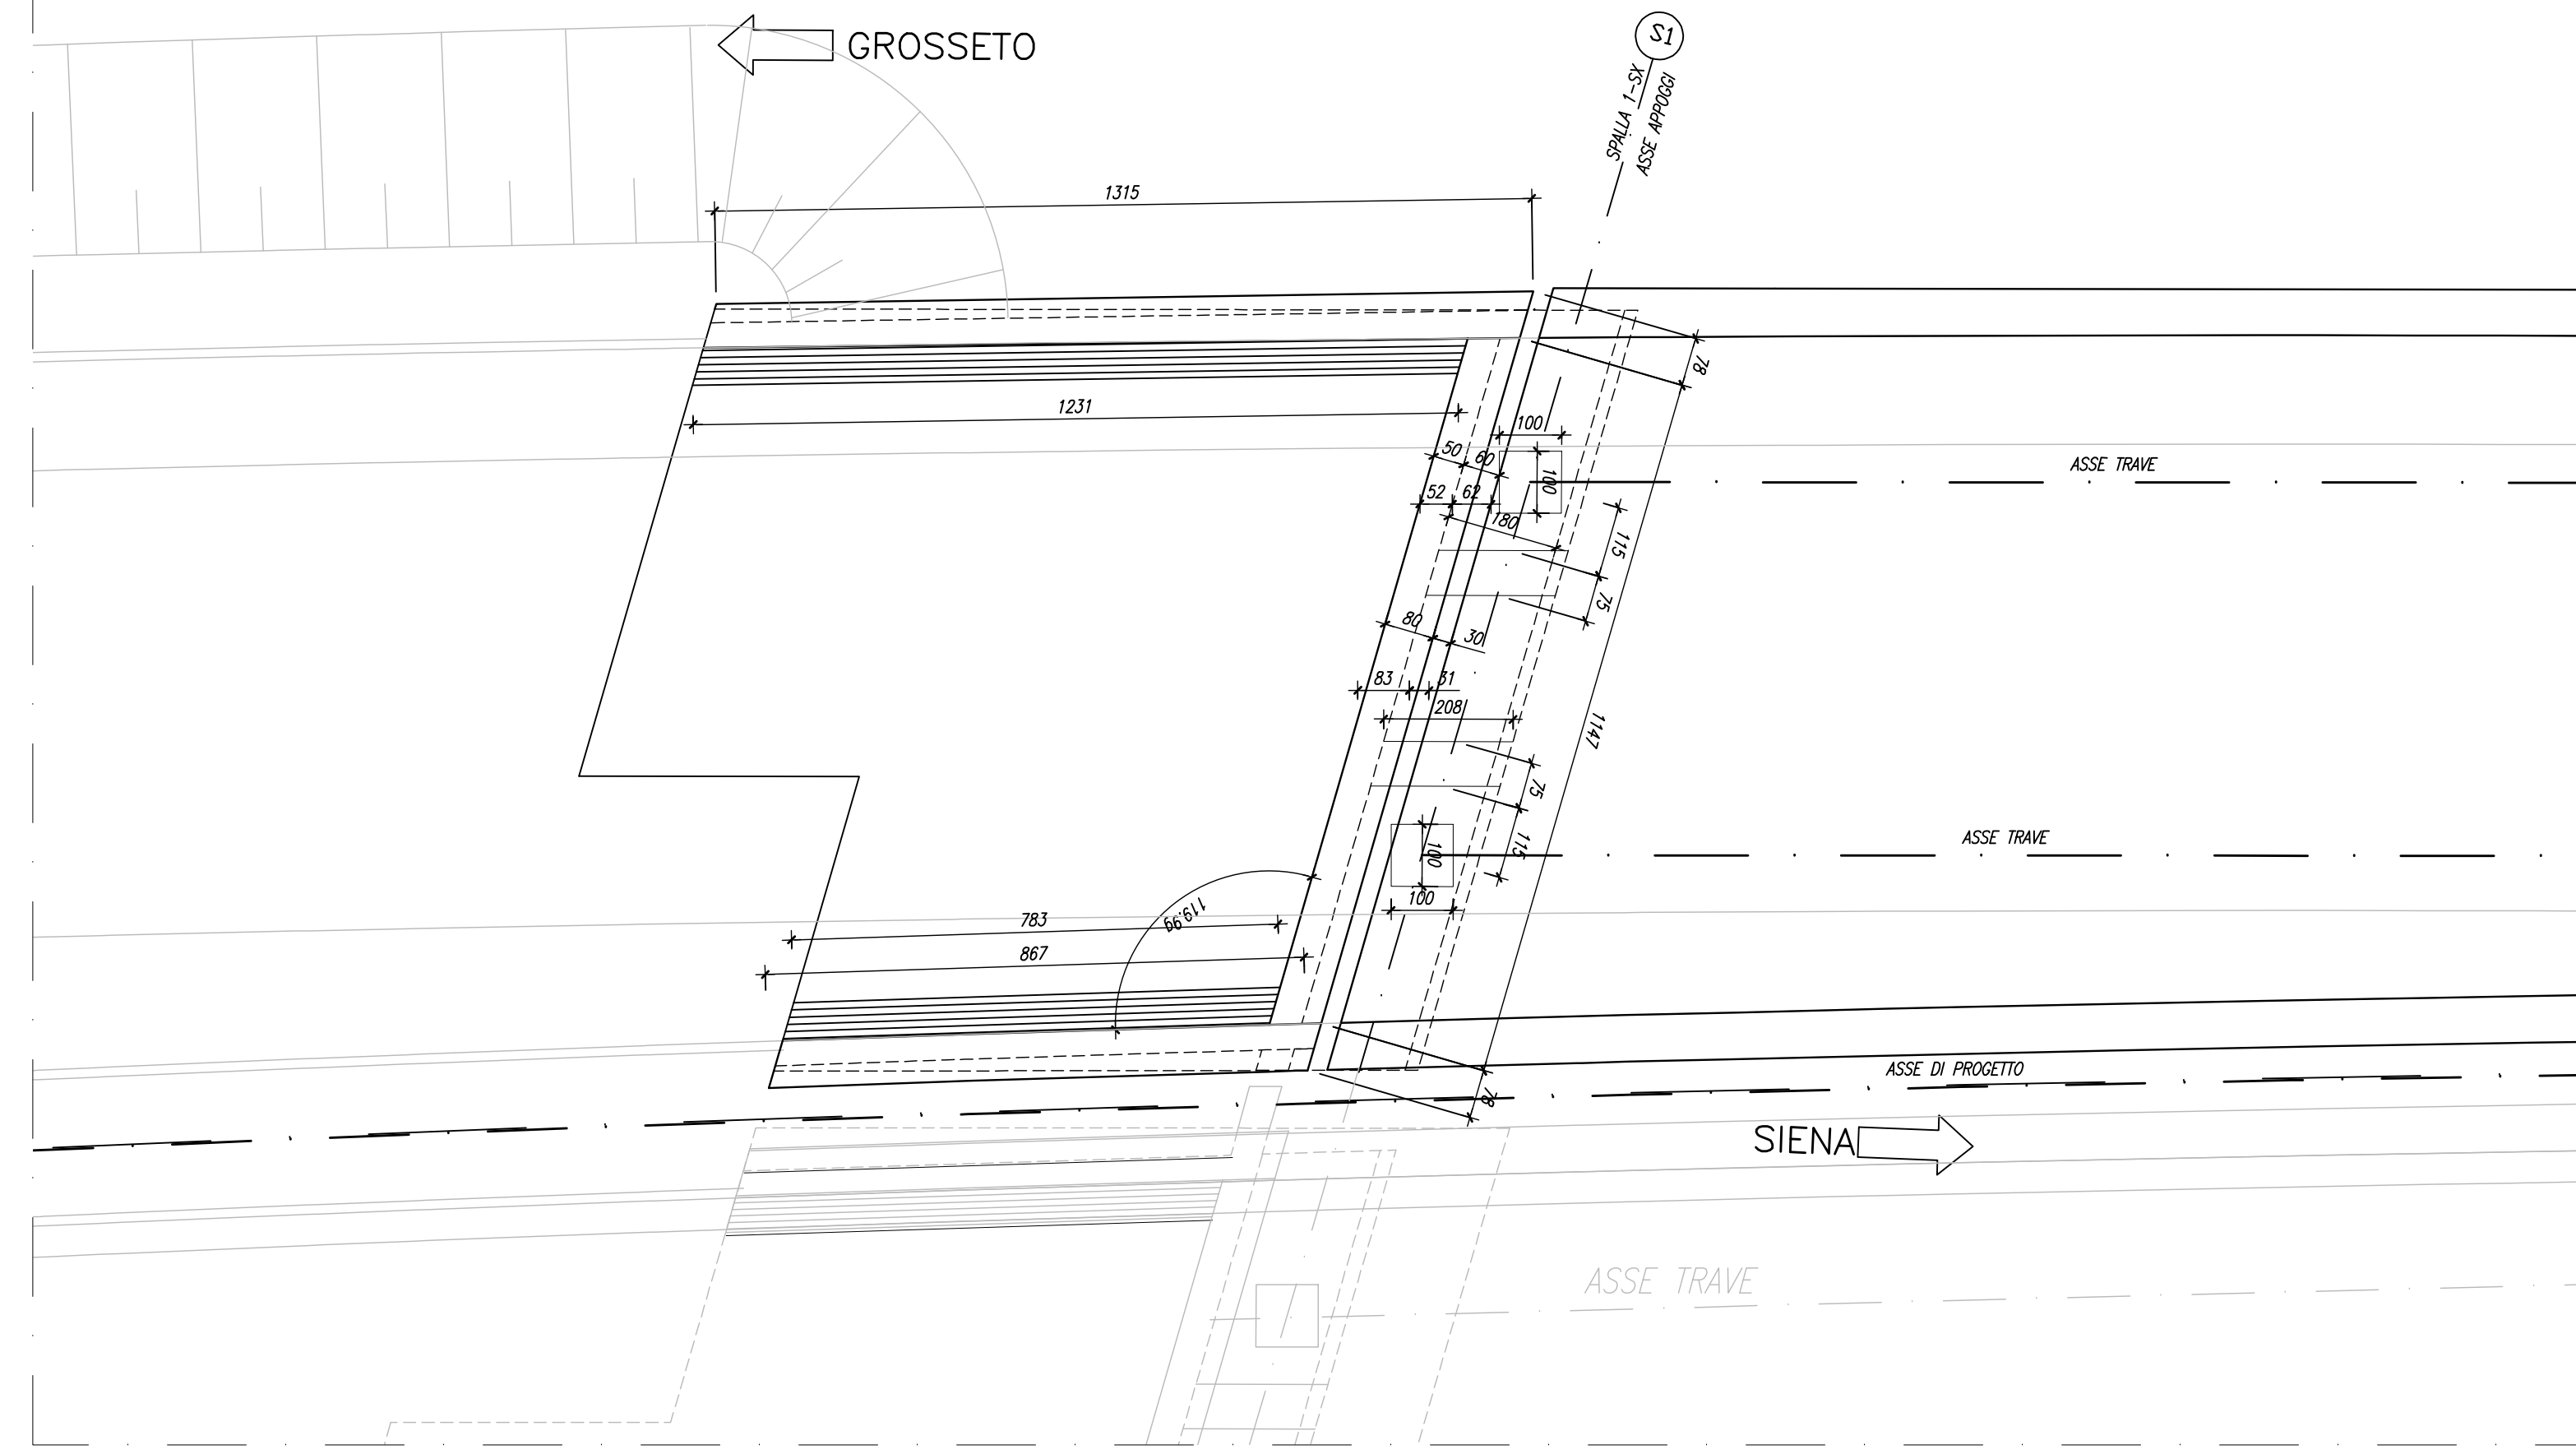 S1
GROSSETO
SPALLA 1-SX
ASSE APPOGGI
1315
78
1231
100
50
60
ASSE TRAVE
100
52
62
180
115
75
80
30
83
31
208
1147
75
ASSE TRAVE
115
100
100
119.99
783
867
ASSE DI PROGETTO
78
SIENA
ASSE TRAVE